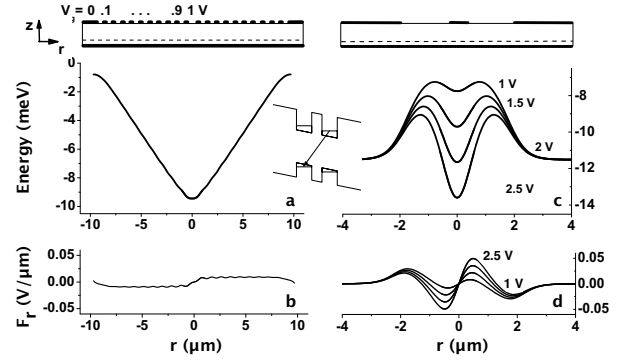 V = 0 .1 . . . .9 1 V
z
r
0
-2
-4
-6
-8
-10
Energy (meV)
a
-10 -5 0 5 10
1 V
1.5 V
2 V
2.5 V
c
-8
-10
-12
-14
-4 -2 0 2 4
0.05
0.00
-0.05
Fr (V/μm)
b
-10 -5 0 5 10
r (μm)
2.5 V
1 V
d
0.05
0.00
-0.05
-4 -2 0 2 4
r (μm)